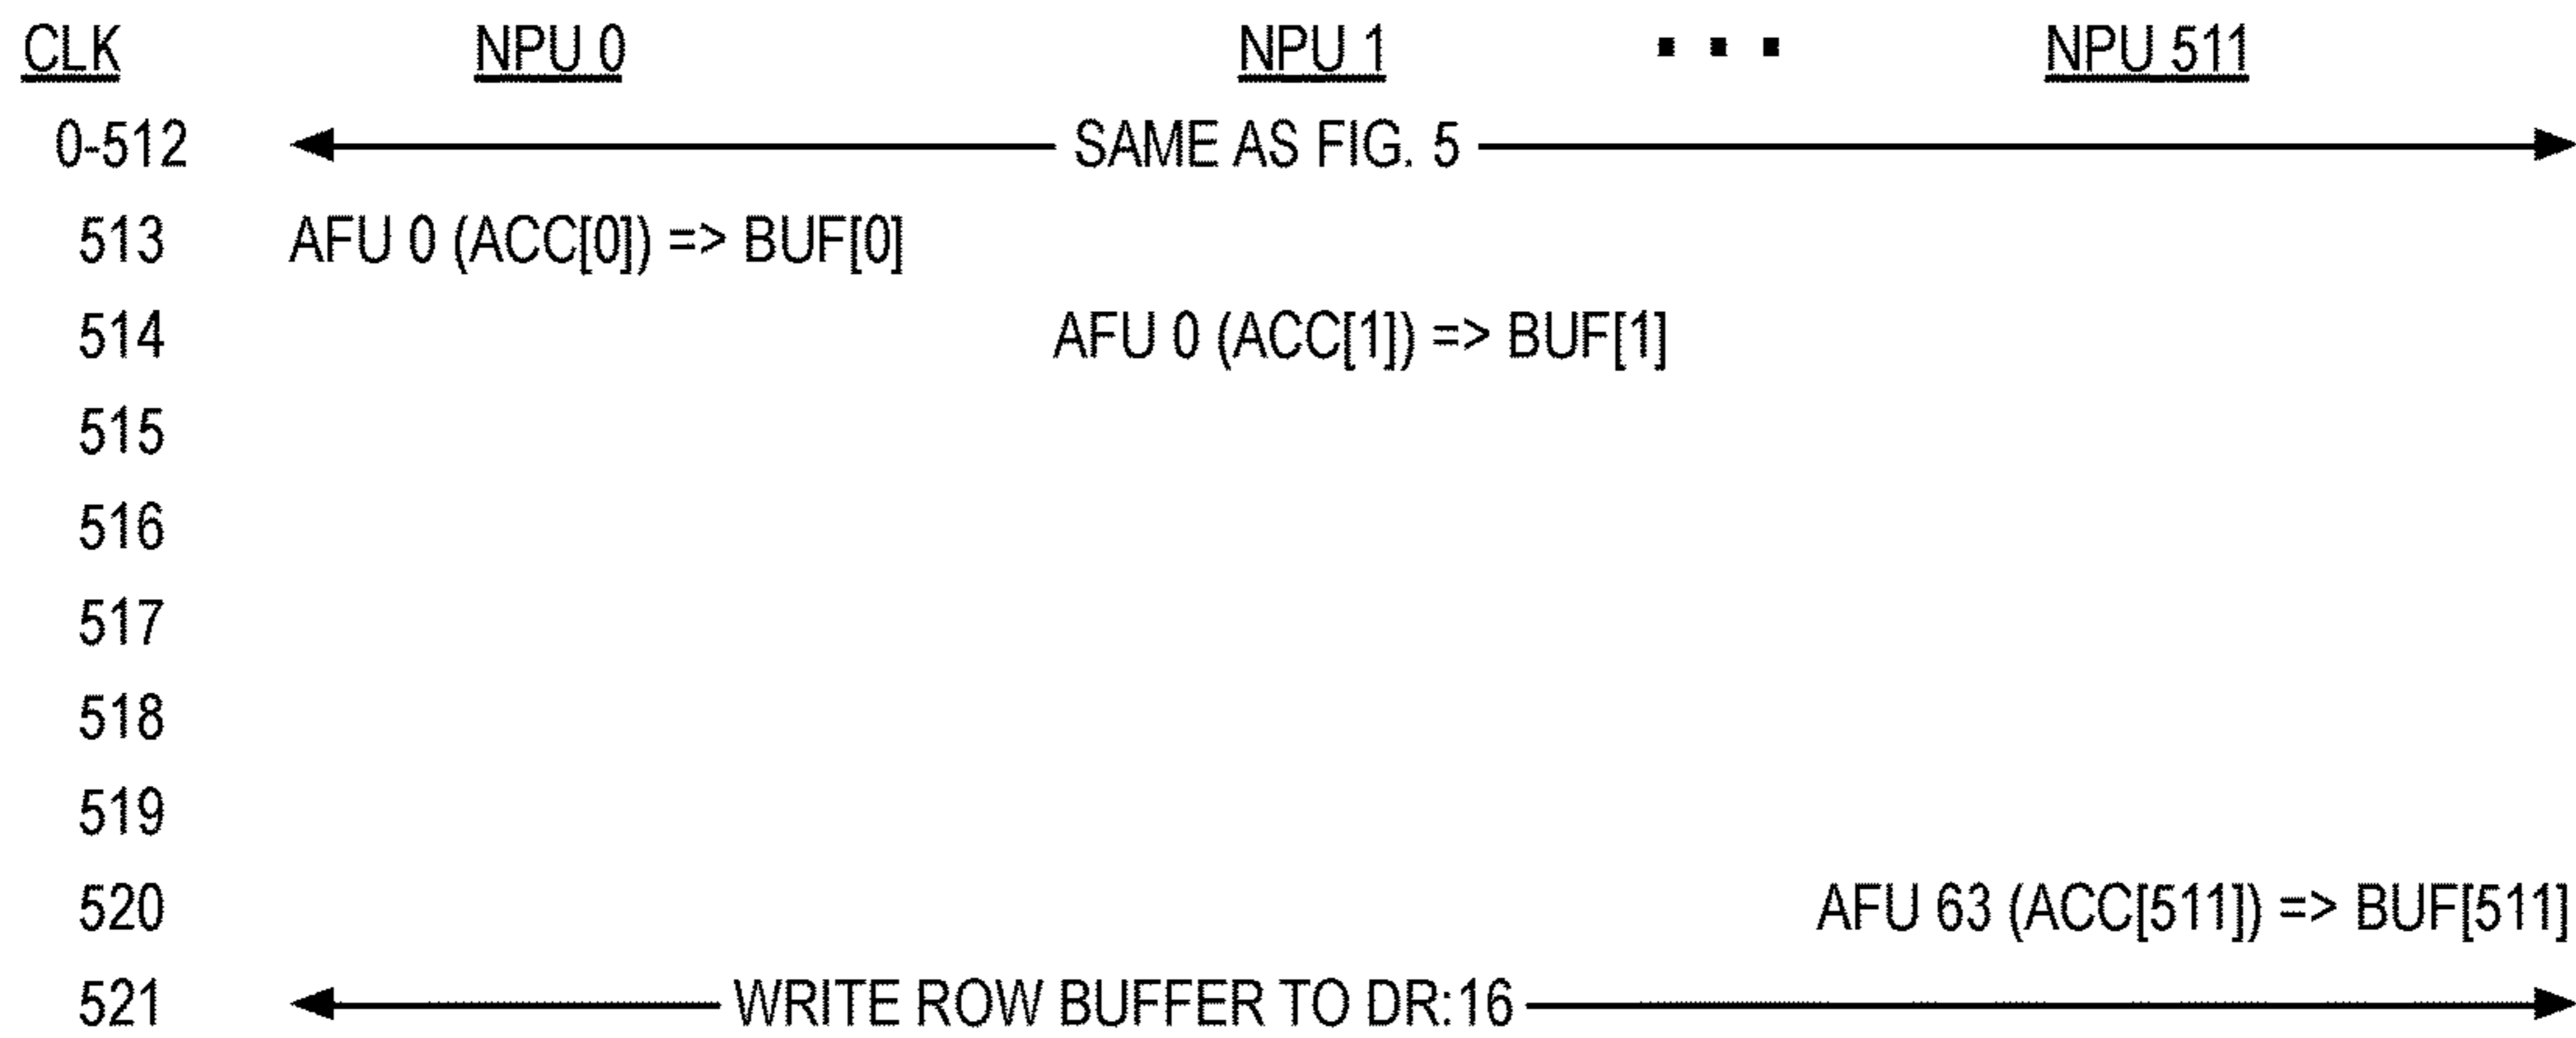 CLK NPU 0 NPU 1 ... NPU 511
0-512 SAME AS FIG. 5
513 AFU 0 (ACC[0]) => BUF[0]
514 AFU 0 (ACC[1]) => BUF[1]
515
516
517
518
519
520 AFU 63 (ACC[511]) => BUF[511]
521 WRITE ROW BUFFER TO DR:16